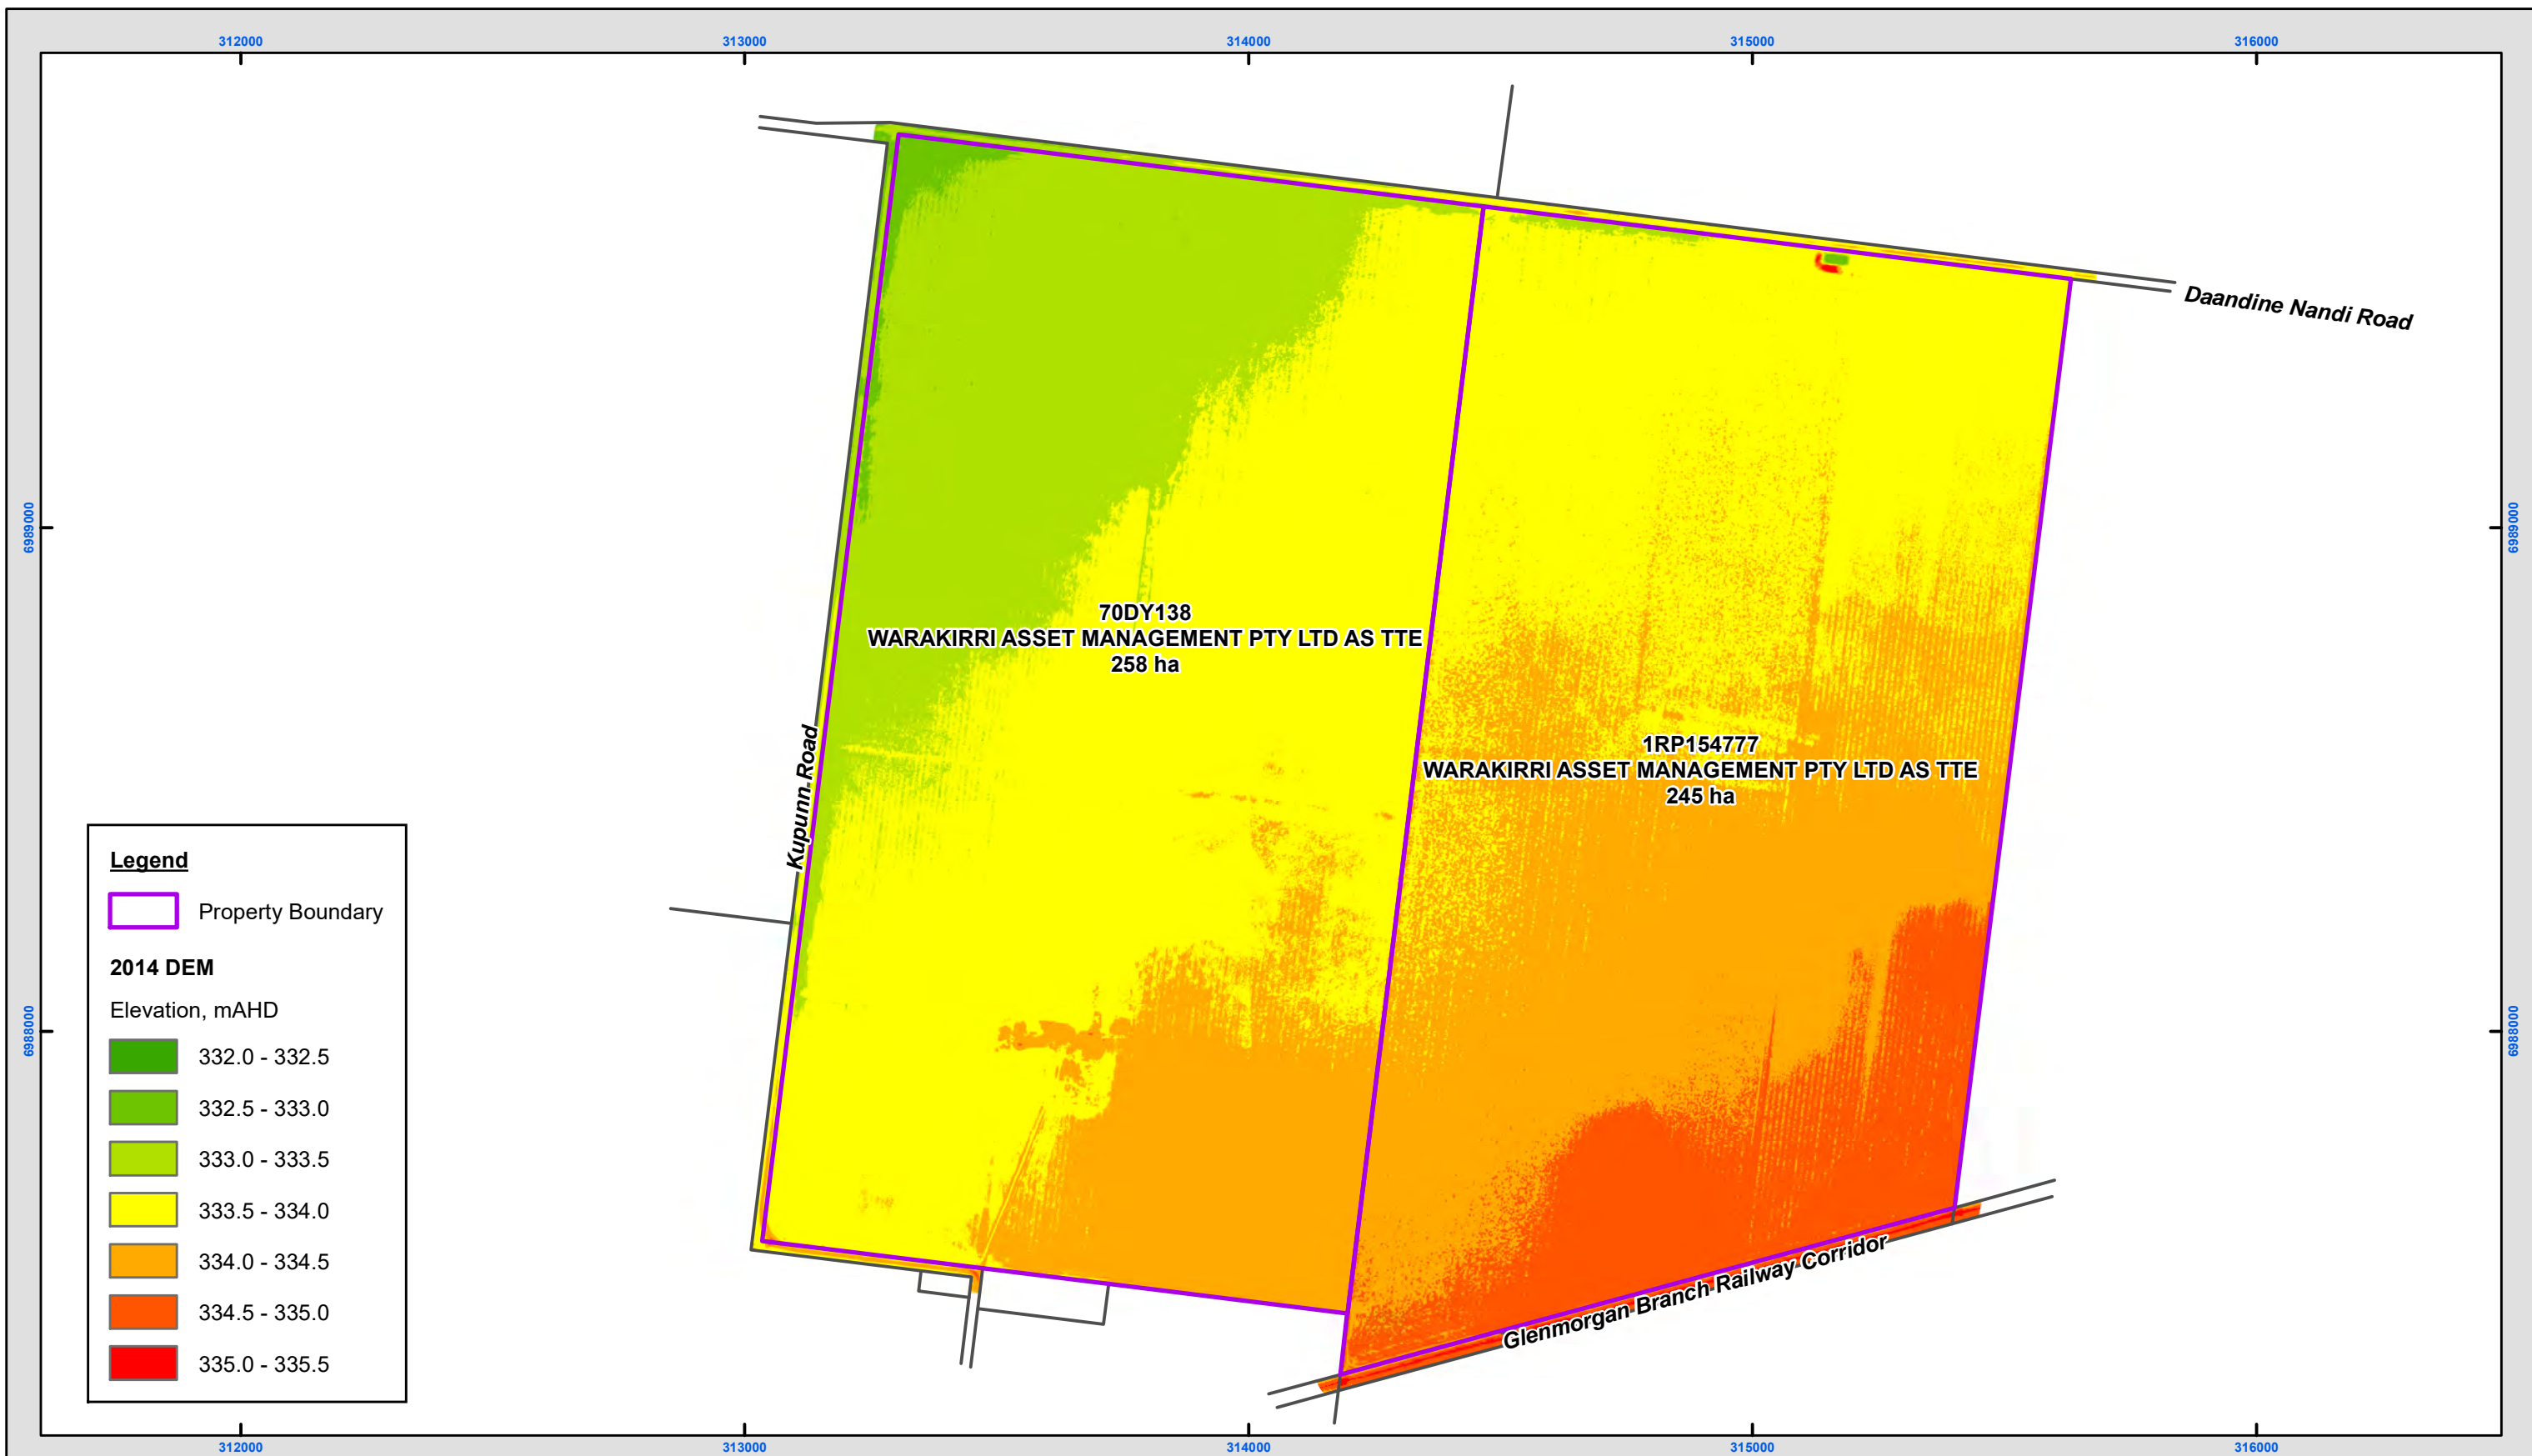 312000
313000
314000
315000
316000
Daandine Nandi Road
6989000
6989000
70DY138
WARAKIRRI ASSET MANAGEMENT PTY LTD AS TTE
258 ha
Kupunn Road
1RP154777
WARAKIRRI ASSET MANAGEMENT PTY LTD AS TTE
245 ha
Legend
Property Boundary
2014 DEM
Elevation, mAHD
332.0 - 332.5
332.5 - 333.0
333.0 - 333.5
333.5 - 334.0
334.0 - 334.5
334.5 - 335.0
335.0 - 335.5
6988000
6988000
Glenmorgan Branch Railway Corridor
312000
313000
314000
315000
316000